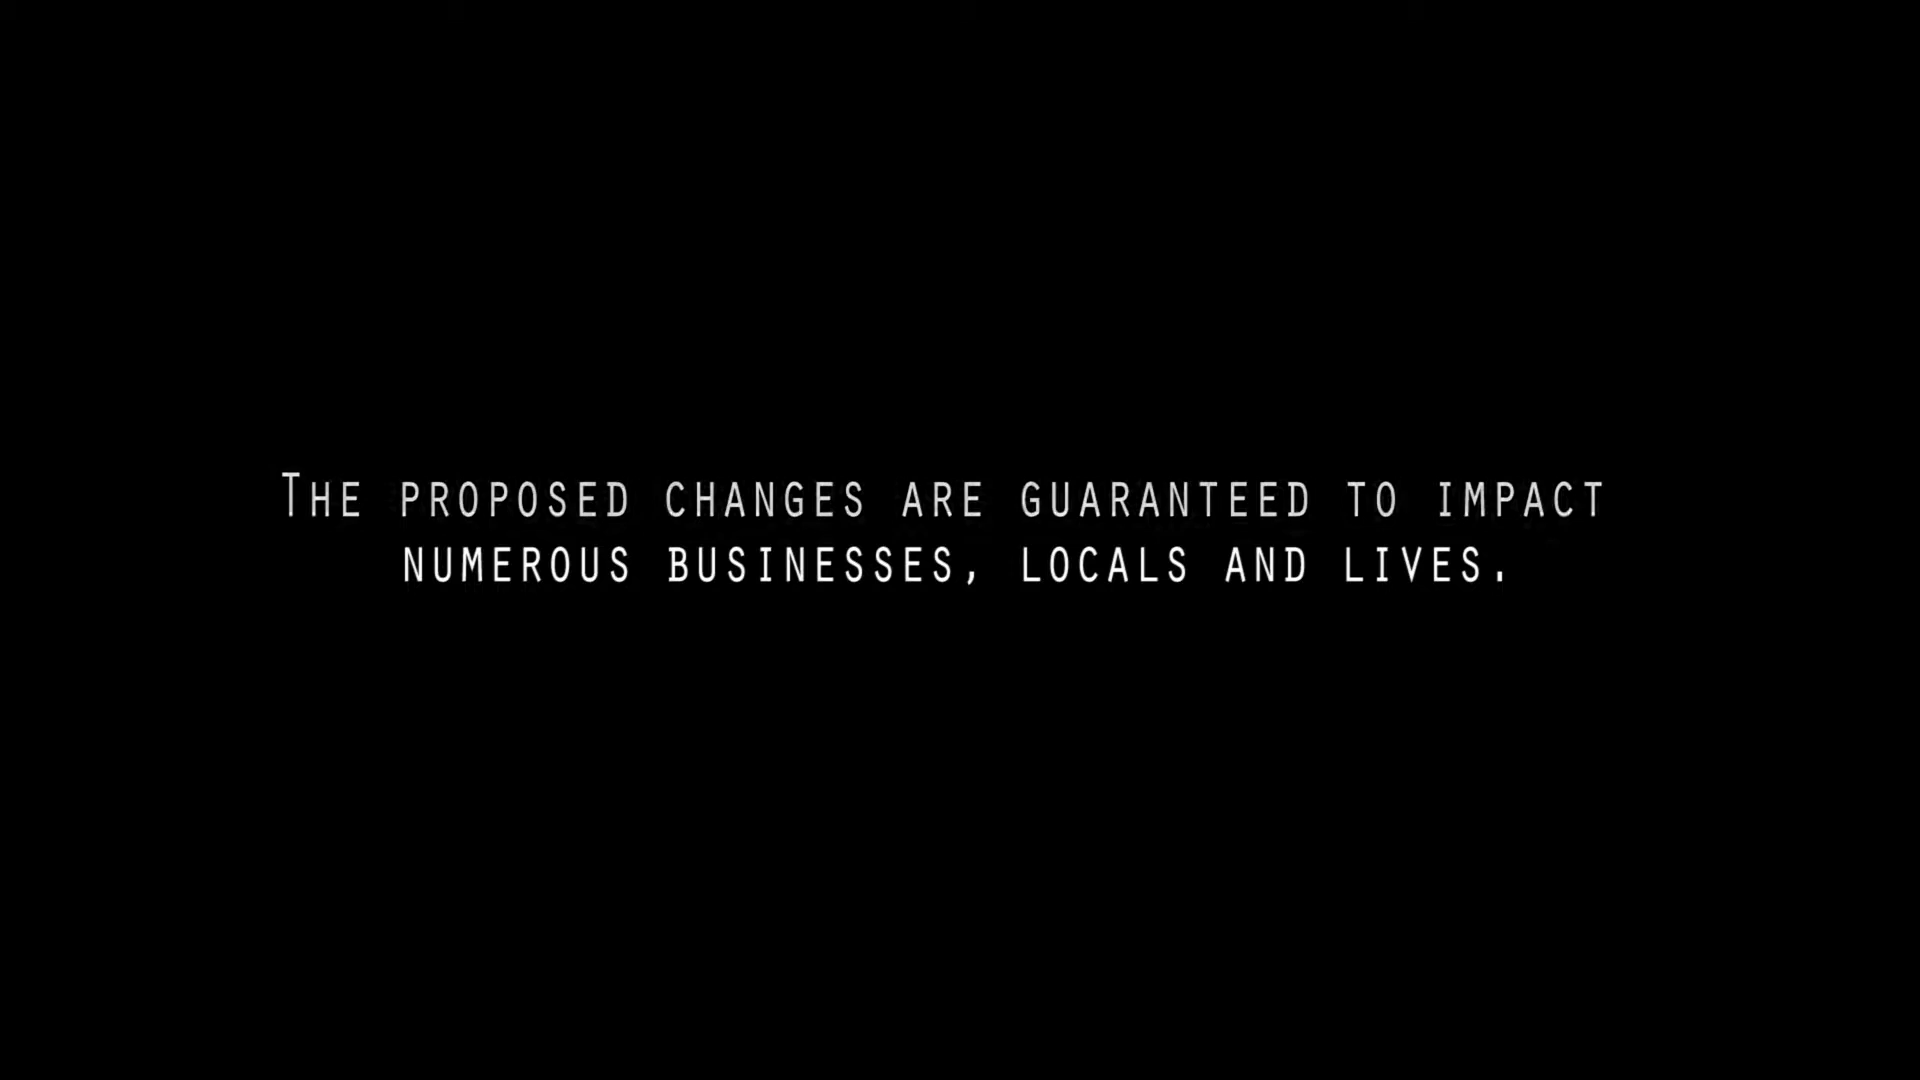 The proposed changes are guaranteed to impact
numerous businesses, locals and lives.